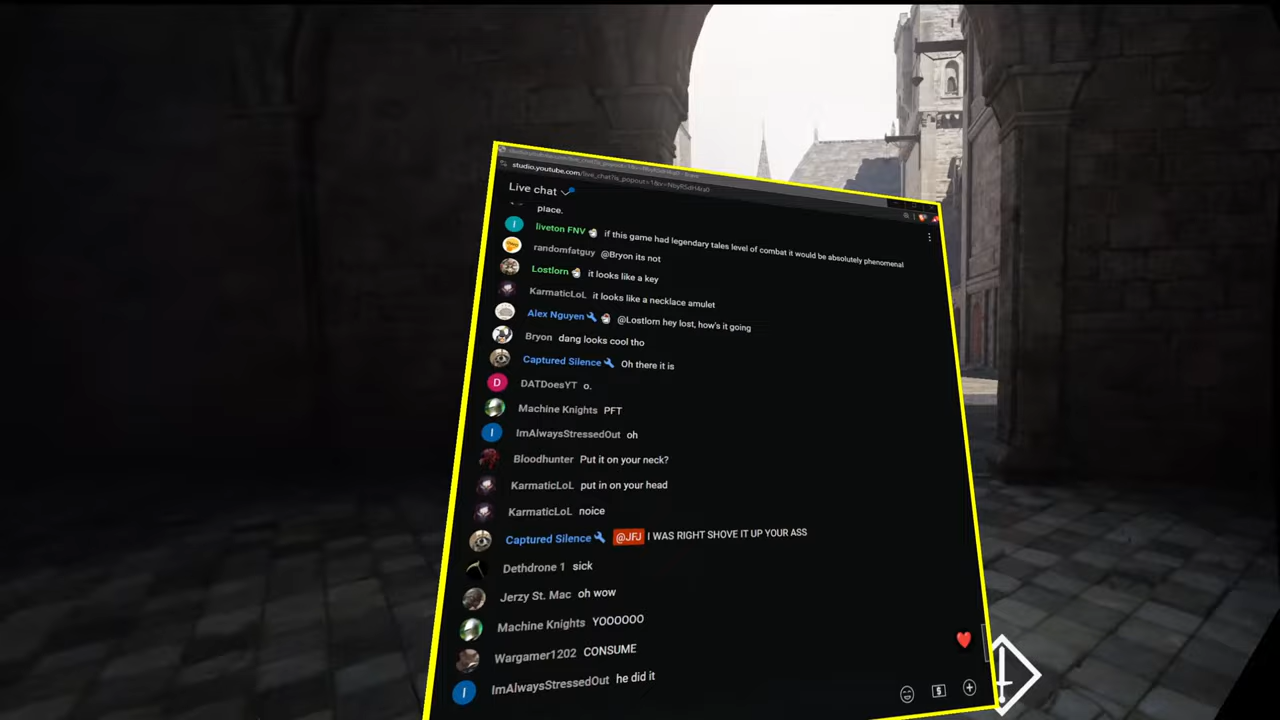 studio.youtube.com/live_chat?is_popout=1&v=
Live chat
place.
I
liveton FNV if this game had legendary tales level of combat it would be absolutely phenomenal
randomfatguy @Bryon its not
Lostlorn it looks like a key
KarmaticLoL it looks like a necklace amulet
Alex Nguyen @Lostlorn hey lost, how's it going
Bryon dang looks cool tho
Captured Silence Oh there it is
D
DATDoesYT o.
Machine Knights PFT
I
ImAlwaysStressedOut oh
Bloodhunter Put it on your neck?
KarmaticLoL put in on your head
KarmaticLoL noice
Captured Silence @JFJ I WAS RIGHT SHOVE IT UP YOUR ASS
Dethdrone 1 sick
Jerzy St. Mac oh wow
Machine Knights YOOOOOO
Wargamer1202 CONSUME
I
ImAlwaysStressedOut he did it